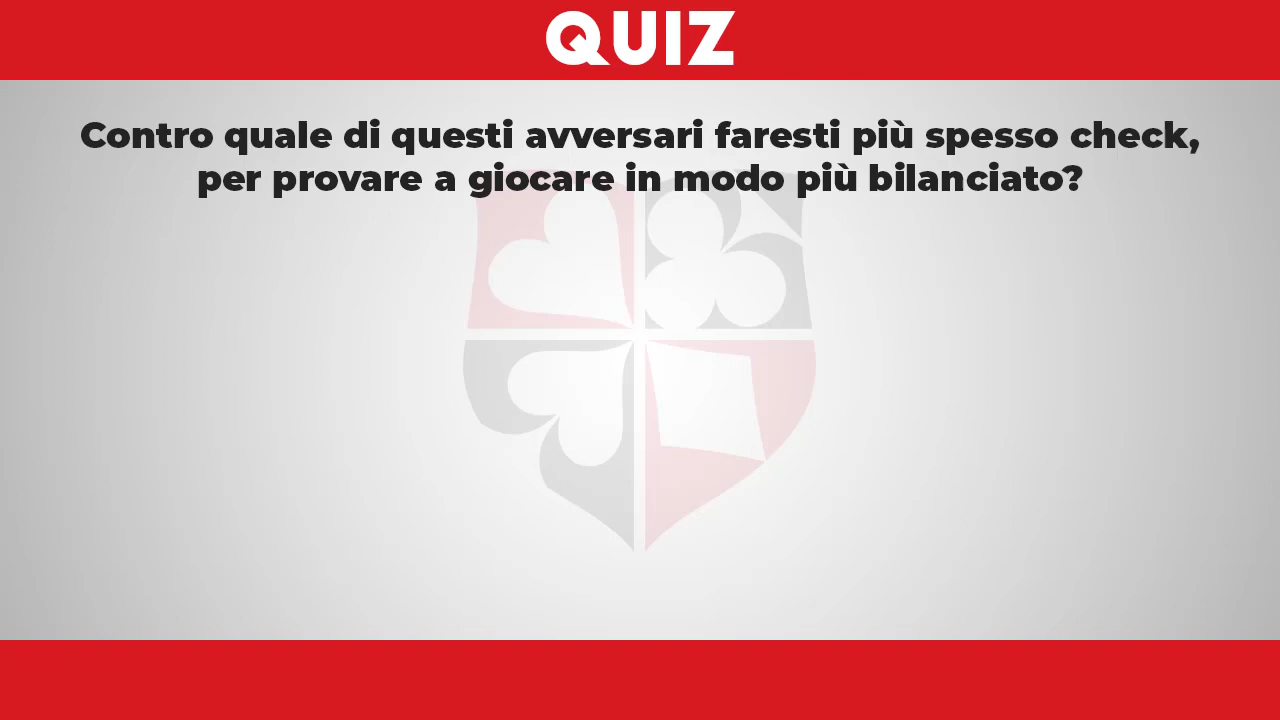 QUIZ
Contro quale di questi avversari faresti più spesso check,
per provare a giocare in modo più bilanciato?